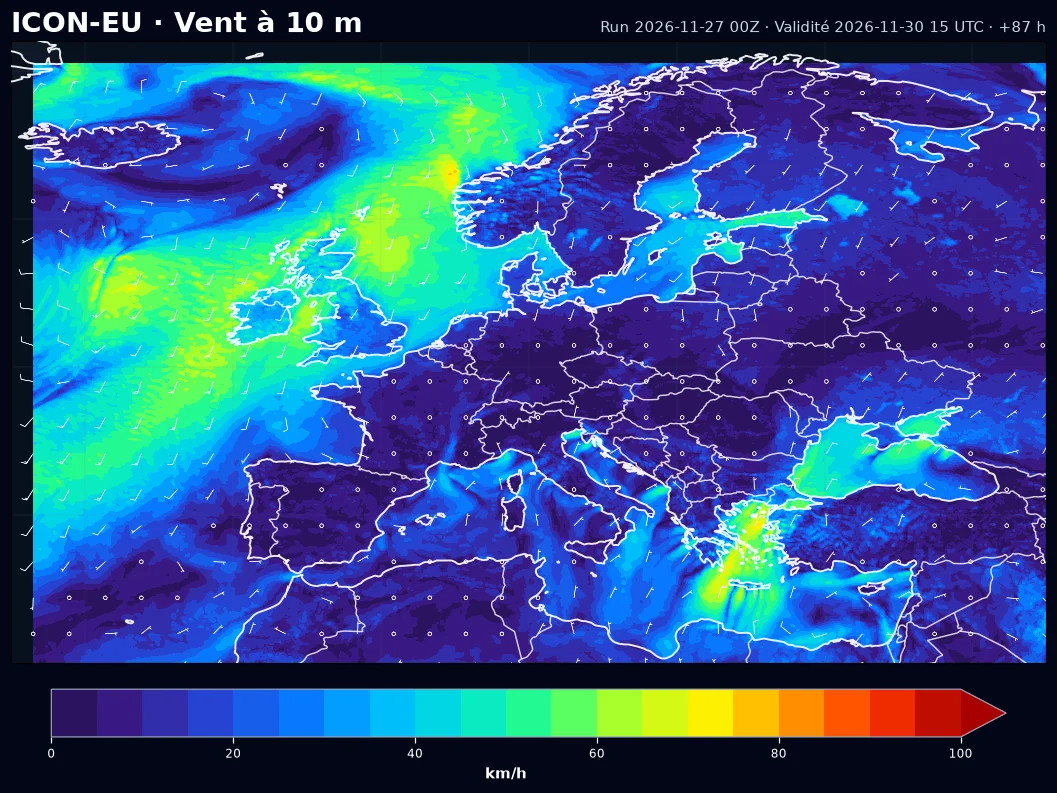 ICON-EU · Vent à 10 m
Run 2026-11-27 00Z · Validité 2026-11-30 15 UTC · +87 h
0 20 40 60 80 100
km/h